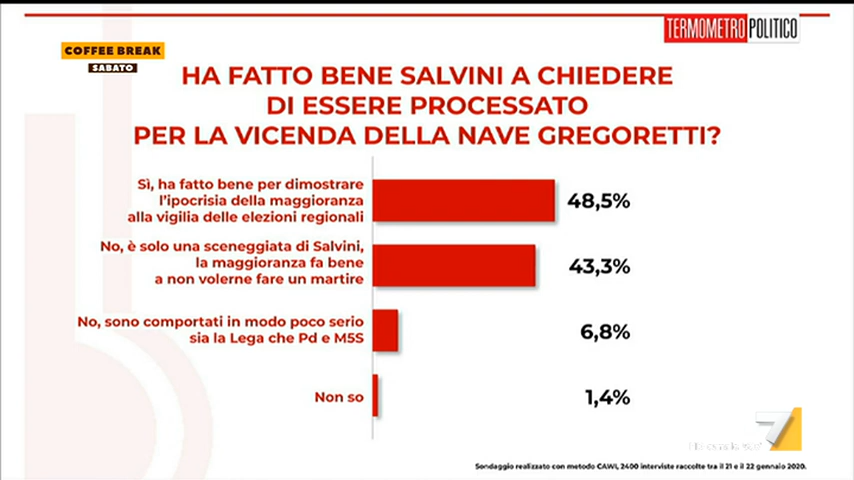 TERMOMETRO POLITICO
COFFEE BREAK
SABATO
HA FATTO BENE SALVINI A CHIEDERE
DI ESSERE PROCESSATO
PER LA VICENDA DELLA NAVE GREGORETTI?
Sì, ha fatto bene per dimostrare
l'ipocrisia della maggioranza
alla vigilia delle elezioni regionali
48,5%
No, è solo una sceneggiata di Salvini,
la maggioranza fa bene
a non volerne fare un martire
43,3%
No, sono comportati in modo poco serio
sia la Lega che Pd e M5S
6,8%
Non so
1,4%
7
Sondaggio realizzato con metodo CAWI, 2400 interviste raccolte tra il 21 e il 22 gennaio 2020.